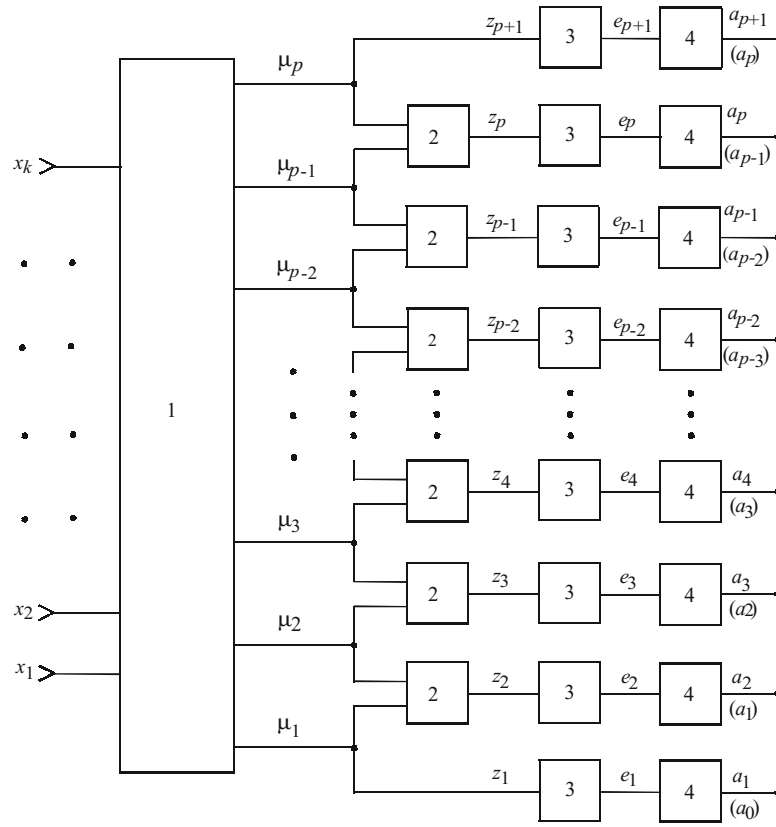 z_{p+1} 3 e_{p+1} 4 a_{p+1}
(a_p)
μ_p
2 z_p 3 e_p 4 a_p
(a_{p-1})
x_k
μ_{p-1}
2 z_{p-1} 3 e_{p-1} 4 a_{p-1}
(a_{p-2})
μ_{p-2}
2 z_{p-2} 3 e_{p-2} 4 a_{p-2}
(a_{p-3})
1
2 z_4 3 e_4 4 a_4
(a_3)
μ_3
2 z_3 3 e_3 4 a_3
(a2)
x_2
μ_2
x_1
2 z_2 3 e_2 4 a_2
(a_1)
μ_1
z_1 3 e_1 4 a_1
(a_0)